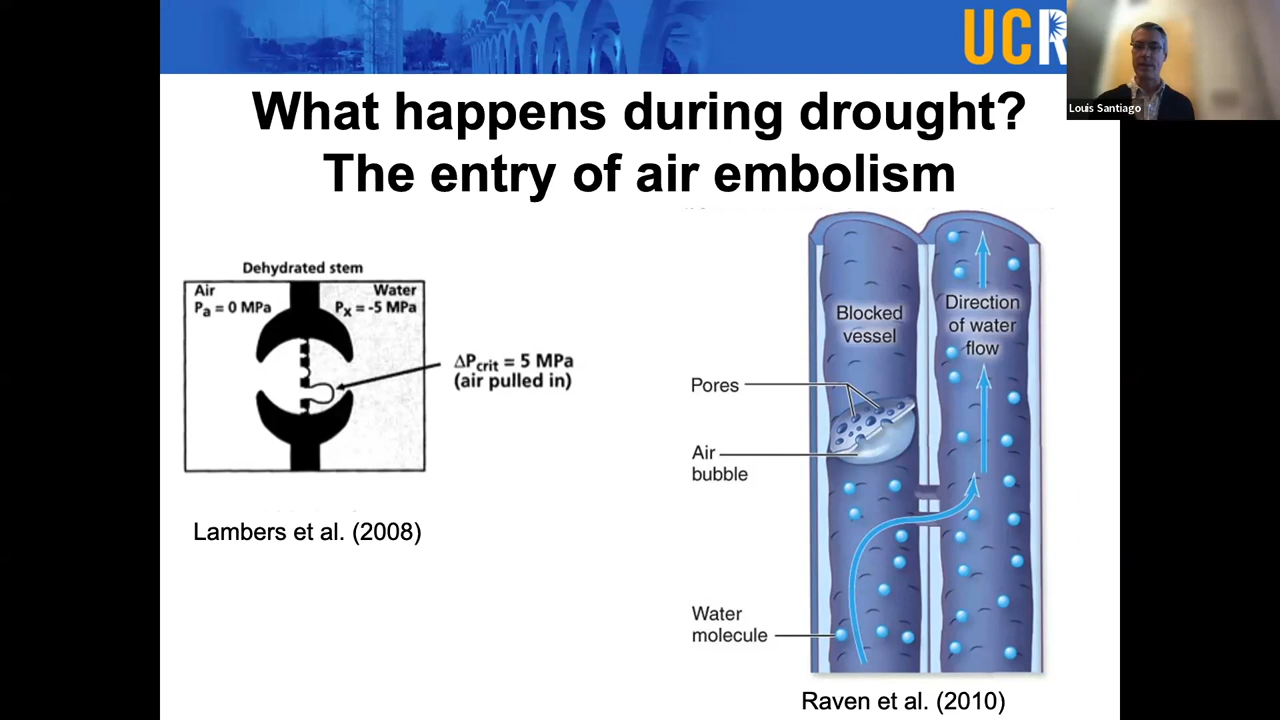 UCR
Louis Santiago
What happens during drought?
The entry of air embolism
Dehydrated stem
Air
Pa = 0 MPa
Water
Px = -5 MPa
ΔPcrit = 5 MPa
(air pulled in)
Lambers et al. (2008)
Blocked
vessel
Direction
of water
flow
Pores
Air
bubble
Water
molecule
Raven et al. (2010)